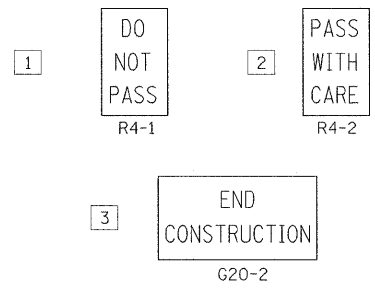 1
DO
NOT
PASS
R4-1
2
PASS
WITH
CARE
R4-2
3
END
CONSTRUCTION
G20-2